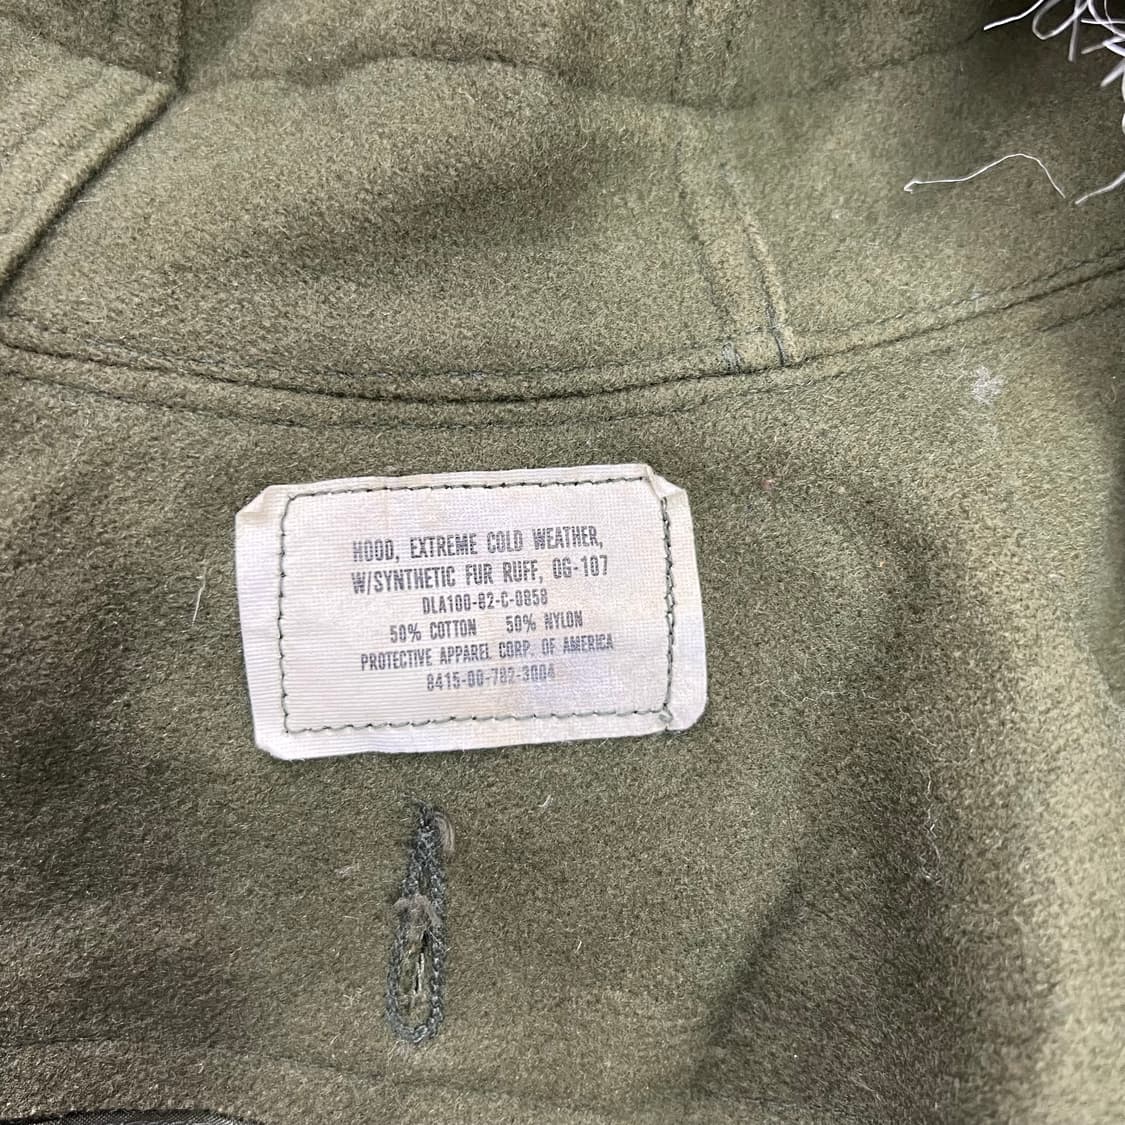 HOOD, EXTREME COLD WEATHER,
W/SYNTHETIC FUR RUFF, OG-107
DLA100-82-C-0858
50% COTTON 50% NYLON
PROTECTIVE APPAREL CORP. OF AMERICA
8415-00-782-3004